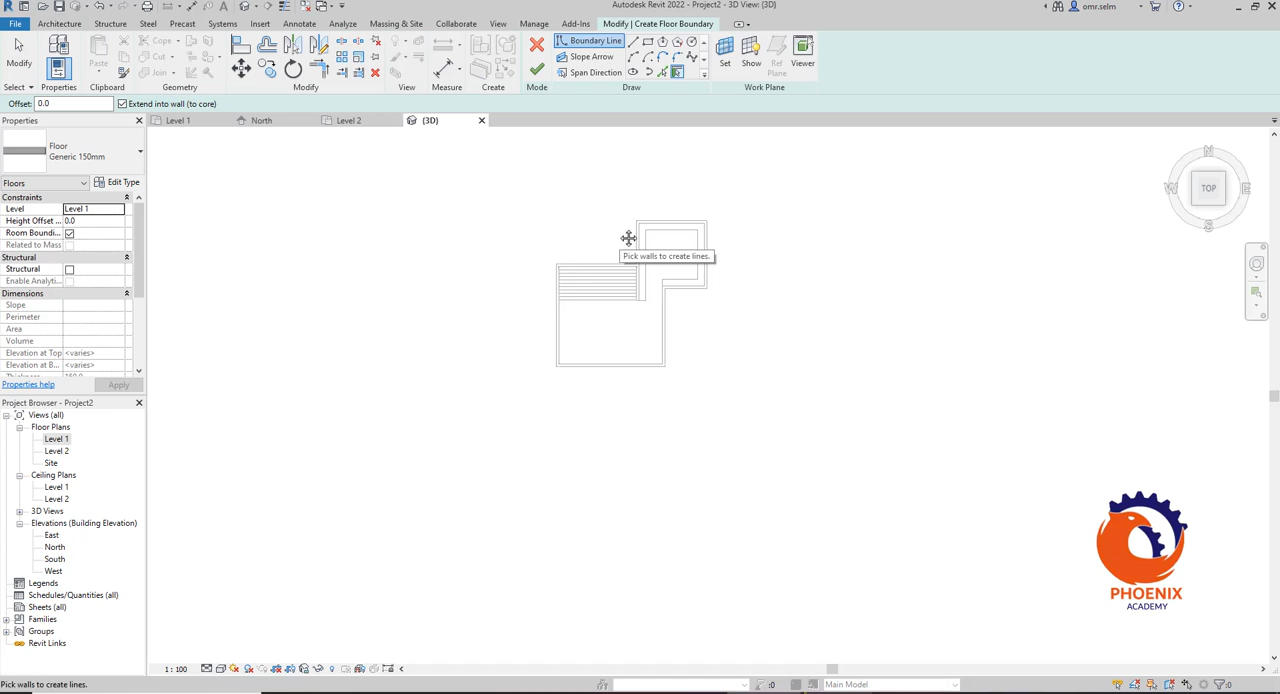 Autodesk Revit 2022 - Project2 - 3D View: {3D}
omr.selm
File Architecture Structure Steel Precast Systems Insert Annotate Analyze Massing & Site Collaborate View Manage Add-Ins Modify | Create Floor Boundary
Modify
Paste
Cope
Cut
Join
Boundary Line
Slope Arrow
Span Direction
Set
Show
Ref
Plane
Viewer
Select Properties Clipboard Geometry Modify View Measure Create Mode Draw Work Plane
Offset: 0.0 Extend into wall (to core)
Properties
Level 1
North
Level 2
{3D}
Floor
Generic 150mm
Floors
Edit Type
Constraints
Level Level 1
Height Offset ... 0.0
Room Boundi...
Related to Mass
Structural
Structural
Enable Analyti...
Dimensions
Slope
Perimeter
Area
Volume
Elevation at Top <varies>
Elevation at B... <varies>
Properties help
Apply
Project Browser - Project2
Views (all)
Floor Plans
Level 1
Level 2
Site
Ceiling Plans
Level 1
Level 2
3D Views
Elevations (Building Elevation)
East
North
South
West
Legends
Schedules/Quantities (all)
Sheets (all)
Families
Groups
Revit Links
Pick walls to create lines.
N
W
TOP
E
S
PHOENIX
ACADEMY
1 : 100
Pick walls to create lines.
:0
Main Model
:0